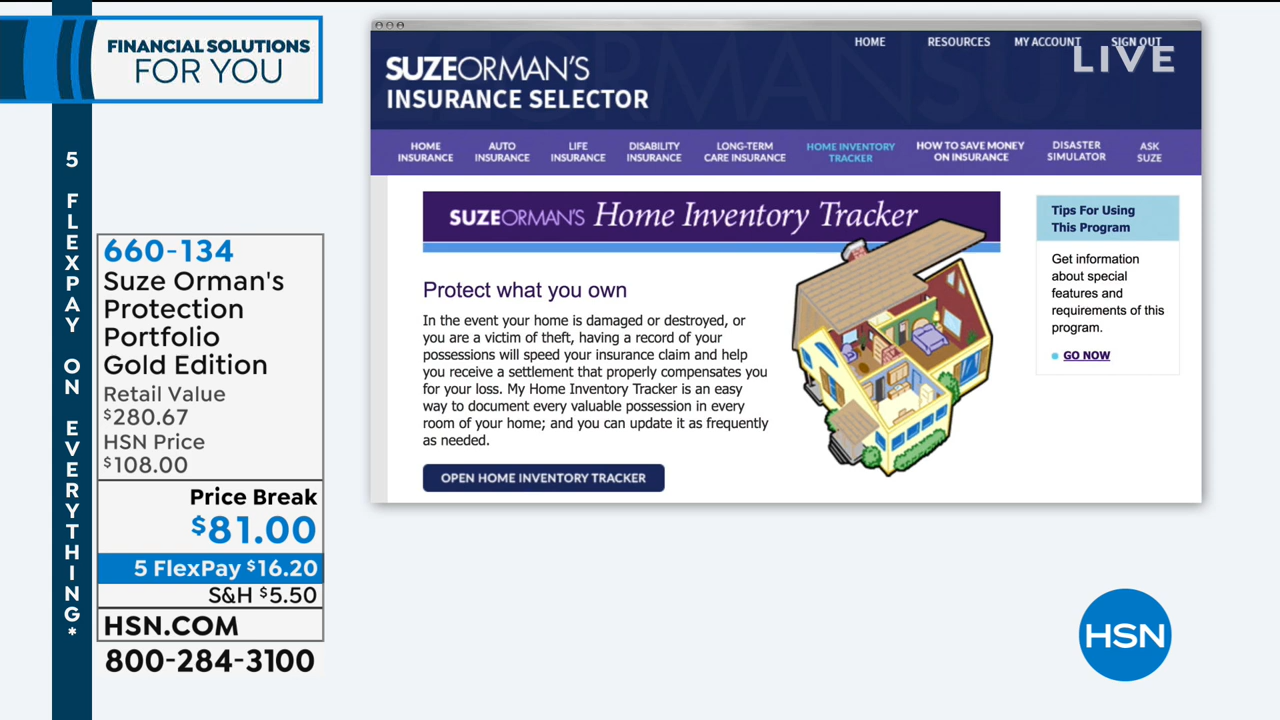 FINANCIAL SOLUTIONS
FOR YOU
5 FLEXPAY ON EVERYTHING*
660-134
Suze Orman's
Protection
Portfolio
Gold Edition
Retail Value
$280.67
HSN Price
$108.00
Price Break
$81.00
5 FlexPay $16.20
S&H $5.50
HSN.COM
800-284-3100
HOME RESOURCES MY ACCOUNT SIGN OUT
LIVE
SUZEORMAN'S
INSURANCE SELECTOR
HOME INSURANCE
AUTO INSURANCE
LIFE INSURANCE
DISABILITY INSURANCE
LONG-TERM CARE INSURANCE
HOME INVENTORY TRACKER
HOW TO SAVE MONEY ON INSURANCE
DISASTER SIMULATOR
ASK SUZE
SUZEORMAN'S Home Inventory Tracker
Protect what you own
In the event your home is damaged or destroyed, or
you are a victim of theft, having a record of your
possessions will speed your insurance claim and help
you receive a settlement that properly compensates you
for your loss. My Home Inventory Tracker is an easy
way to document every valuable possession in every
room of your home; and you can update it as frequently
as needed.
OPEN HOME INVENTORY TRACKER
Tips For Using
This Program
Get information
about special
features and
requirements of this
program.
GO NOW
HSN